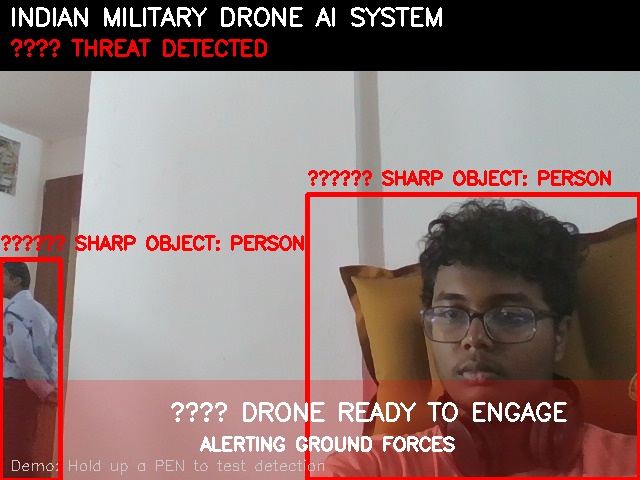 INDIAN MILITARY DRONE AI SYSTEM
???? THREAT DETECTED
?????? SHARP OBJECT: PERSON
?????? SHARP OBJECT: PERSON
???? DRONE READY TO ENGAGE
ALERTING GROUND FORCES
Demo: Hold up a PEN to test detection